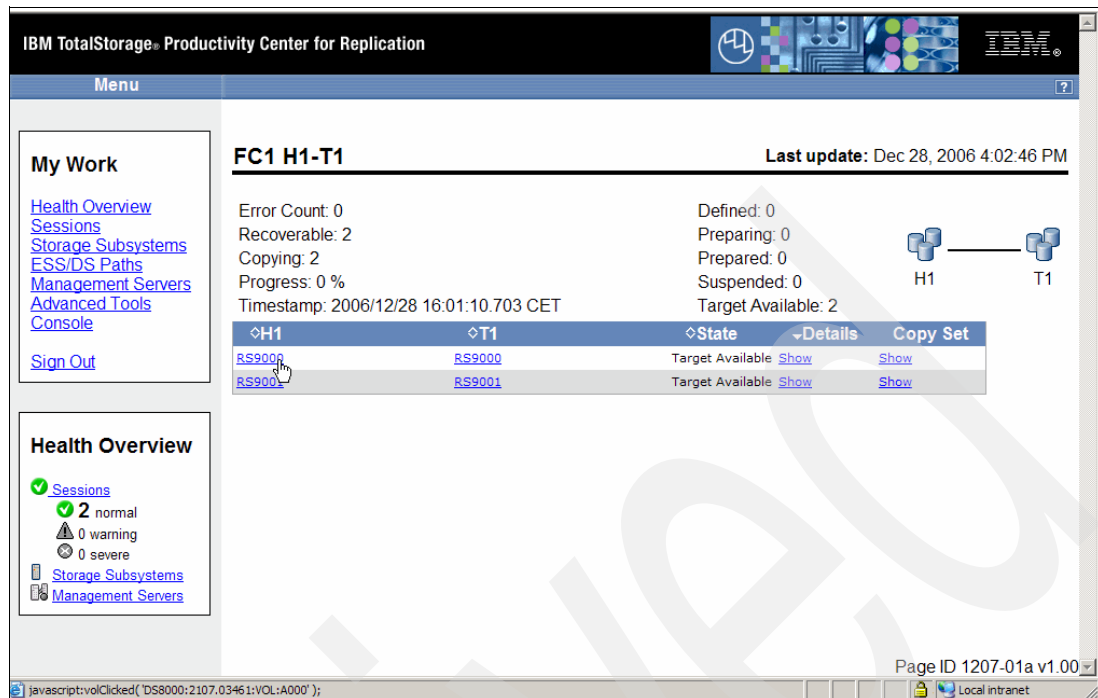 IBM TotalStorage® Productivity Center for Replication
IBM®
Menu
?
My Work
Health Overview
Sessions
Storage Subsystems
ESS/DS Paths
Management Servers
Advanced Tools
Console
Sign Out
Health Overview
Sessions
2 normal
0 warning
0 severe
Storage Subsystems
Management Servers
FC1 H1-T1
Last update: Dec 28, 2006 4:02:46 PM
Error Count: 0
Recoverable: 2
Copying: 2
Progress: 0 %
Timestamp: 2006/12/28 16:01:10.703 CET
Defined: 0
Preparing: 0
Prepared: 0
Suspended: 0
Target Available: 2
H1 T1
H1 T1 State Details Copy Set
RS9000 RS9000 Target Available Show Show
RS9001 RS9001 Target Available Show Show
Page ID 1207-01a v1.00
javascript:volClicked( 'DS8000:2107.03461:VOL:A000' );
Local intranet